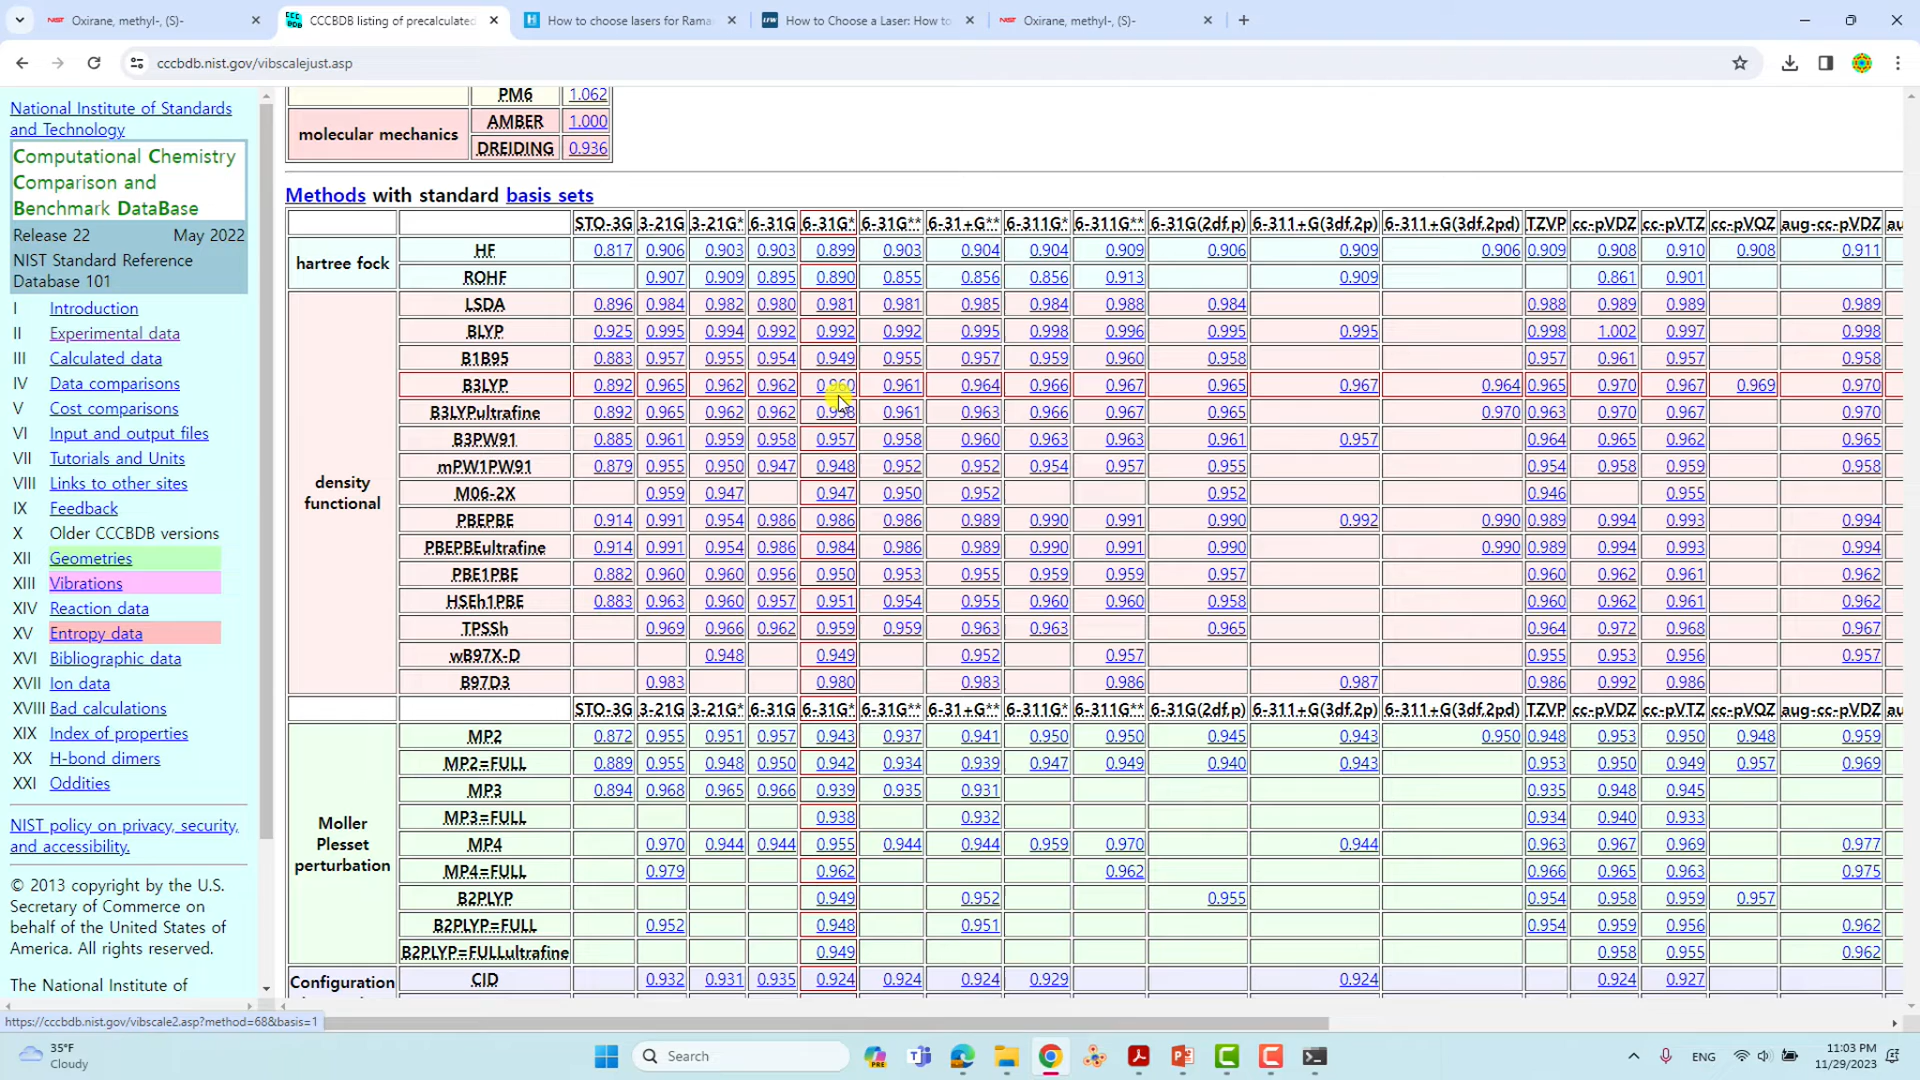 Oxirane, methyl-, (S)-
CCCBDB listing of precalculated
How to choose lasers for Rama
How to Choose a Laser: How to
Oxirane, methyl-, (S)-
cccbdb.nist.gov/vibscalejust.asp
National Institute of Standards
and Technology
Computational Chemistry
Comparison and
Benchmark DataBase
Release 22 May 2022
NIST Standard Reference
Database 101
I Introduction
II Experimental data
III Calculated data
IV Data comparisons
V Cost comparisons
VI Input and output files
VII Tutorials and Units
VIII Links to other sites
IX Feedback
X Older CCCBDB versions
XII Geometries
XIII Vibrations
XIV Reaction data
XV Entropy data
XVI Bibliographic data
XVII Ion data
XVIII Bad calculations
XIX Index of properties
XX H-bond dimers
XXI Oddities
NIST policy on privacy, security,
and accessibility.
© 2013 copyright by the U.S.
Secretary of Commerce on
behalf of the United States of
America. All rights reserved.
The National Institute of
PM6 1.062
molecular mechanics AMBER 1.000
DREIDING 0.936
Methods with standard basis sets
STO-3G 3-21G 3-21G* 6-31G 6-31G* 6-31G** 6-31+G** 6-311G* 6-311G** 6-31G(2df,p) 6-311+G(3df,2p) 6-311+G(3df,2pd) TZVP cc-pVDZ cc-pVTZ cc-pVQZ aug-cc-pVDZ au
hartree fock
HF 0.817 0.906 0.903 0.903 0.899 0.903 0.904 0.904 0.909 0.906 0.909 0.906 0.909 0.908 0.910 0.908 0.911
ROHF 0.907 0.909 0.895 0.890 0.855 0.856 0.856 0.913 0.909 0.861 0.901
density functional
LSDA 0.896 0.984 0.982 0.980 0.981 0.981 0.985 0.984 0.988 0.984 0.988 0.989 0.989 0.989
BLYP 0.925 0.995 0.994 0.992 0.992 0.992 0.995 0.998 0.996 0.995 0.995 0.998 1.002 0.997 0.998
B1B95 0.883 0.957 0.955 0.954 0.949 0.955 0.957 0.959 0.960 0.958 0.957 0.961 0.957 0.958
B3LYP 0.892 0.965 0.962 0.962 0.960 0.961 0.964 0.966 0.967 0.965 0.967 0.964 0.965 0.970 0.967 0.969 0.970
B3LYPultrafine 0.892 0.965 0.962 0.962 0.958 0.961 0.963 0.966 0.967 0.965 0.970 0.963 0.970 0.967 0.970
B3PW91 0.885 0.961 0.959 0.958 0.957 0.958 0.960 0.963 0.963 0.961 0.957 0.964 0.965 0.962 0.965
mPW1PW91 0.879 0.955 0.950 0.947 0.948 0.952 0.952 0.954 0.957 0.955 0.954 0.958 0.959 0.958
M06-2X 0.959 0.947 0.947 0.950 0.952 0.952 0.946 0.955
PBEPBE 0.914 0.991 0.954 0.986 0.986 0.986 0.989 0.990 0.991 0.990 0.992 0.990 0.989 0.994 0.993 0.994
PBEPBEultrafine 0.914 0.991 0.954 0.986 0.984 0.986 0.989 0.990 0.991 0.990 0.990 0.989 0.994 0.993 0.994
PBE1PBE 0.882 0.960 0.960 0.956 0.950 0.953 0.955 0.959 0.959 0.957 0.960 0.962 0.961 0.962
HSEh1PBE 0.883 0.963 0.960 0.957 0.951 0.954 0.955 0.960 0.960 0.958 0.960 0.962 0.961 0.962
TPSSh 0.969 0.966 0.962 0.959 0.959 0.963 0.963 0.965 0.964 0.972 0.968 0.967
wB97X-D 0.948 0.949 0.952 0.957 0.955 0.953 0.956 0.957
B97D3 0.983 0.980 0.983 0.986 0.987 0.986 0.992 0.986
STO-3G 3-21G 3-21G* 6-31G 6-31G* 6-31G** 6-31+G** 6-311G* 6-311G** 6-31G(2df,p) 6-311+G(3df,2p) 6-311+G(3df,2pd) TZVP cc-pVDZ cc-pVTZ cc-pVQZ aug-cc-pVDZ au
Moller Plesset perturbation
MP2 0.872 0.955 0.951 0.957 0.943 0.937 0.941 0.950 0.950 0.945 0.943 0.950 0.948 0.953 0.950 0.948 0.959
MP2=FULL 0.889 0.955 0.948 0.950 0.942 0.934 0.939 0.947 0.949 0.940 0.943 0.953 0.950 0.949 0.957 0.969
MP3 0.894 0.968 0.965 0.966 0.939 0.935 0.931 0.935 0.948 0.945
MP3=FULL 0.938 0.932 0.934 0.940 0.933
MP4 0.970 0.944 0.944 0.955 0.944 0.944 0.959 0.970 0.944 0.963 0.967 0.969 0.977
MP4=FULL 0.979 0.962 0.962 0.966 0.965 0.963 0.975
B2PLYP 0.949 0.952 0.955 0.954 0.958 0.959 0.957
B2PLYP=FULL 0.952 0.948 0.951 0.954 0.959 0.956 0.962
B2PLYP=FULLultrafine 0.949 0.958 0.955 0.962
Configuration CID 0.932 0.931 0.935 0.924 0.924 0.924 0.929 0.924 0.924 0.927
https://cccbdb.nist.gov/vibscale2.asp?method=68&basis=1
35°F
Cloudy
Search
ENG
11:03 PM
11/29/2023